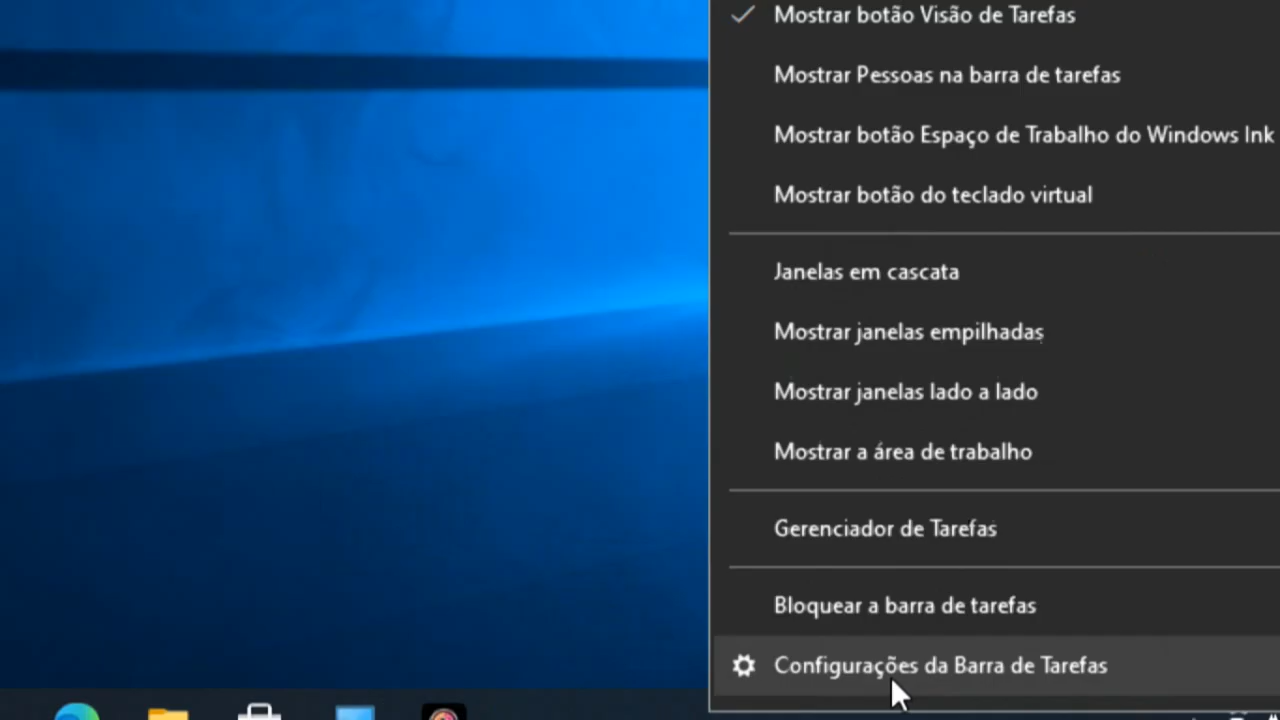 Mostrar botão Visão de Tarefas
Mostrar Pessoas na barra de tarefas
Mostrar botão Espaço de Trabalho do Windows Ink
Mostrar botão do teclado virtual
Janelas em cascata
Mostrar janelas empilhadas
Mostrar janelas lado a lado
Mostrar a área de trabalho
Gerenciador de Tarefas
Bloquear a barra de tarefas
Configurações da Barra de Tarefas